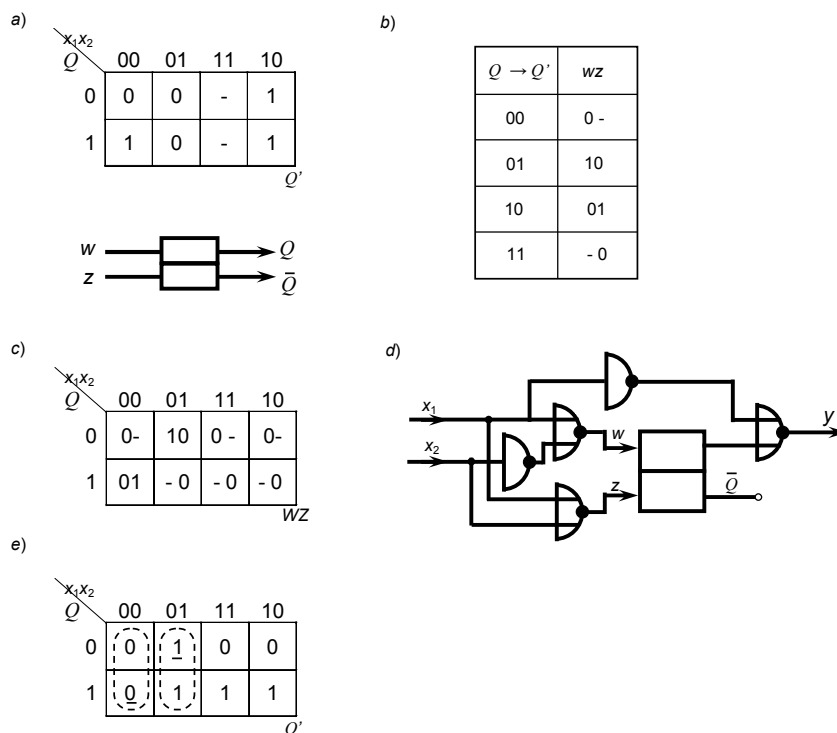 a)
x₁x₂
Q 00 01 11 10
0 0 0 - 1
1 1 0 - 1
Q'
w Q
z Q̄
b)
Q → Q' wz
00 0 -
01 10
10 01
11 - 0
c)
x₁x₂
Q 00 01 11 10
0 0- 10 0 - 0-
1 01 - 0 - 0 - 0
wz
d)
x₁ y
x₂ w
z Q̄
e)
x₁x₂
Q 00 01 11 10
0 0 1 0 0
1 0 1 1 1
Q'